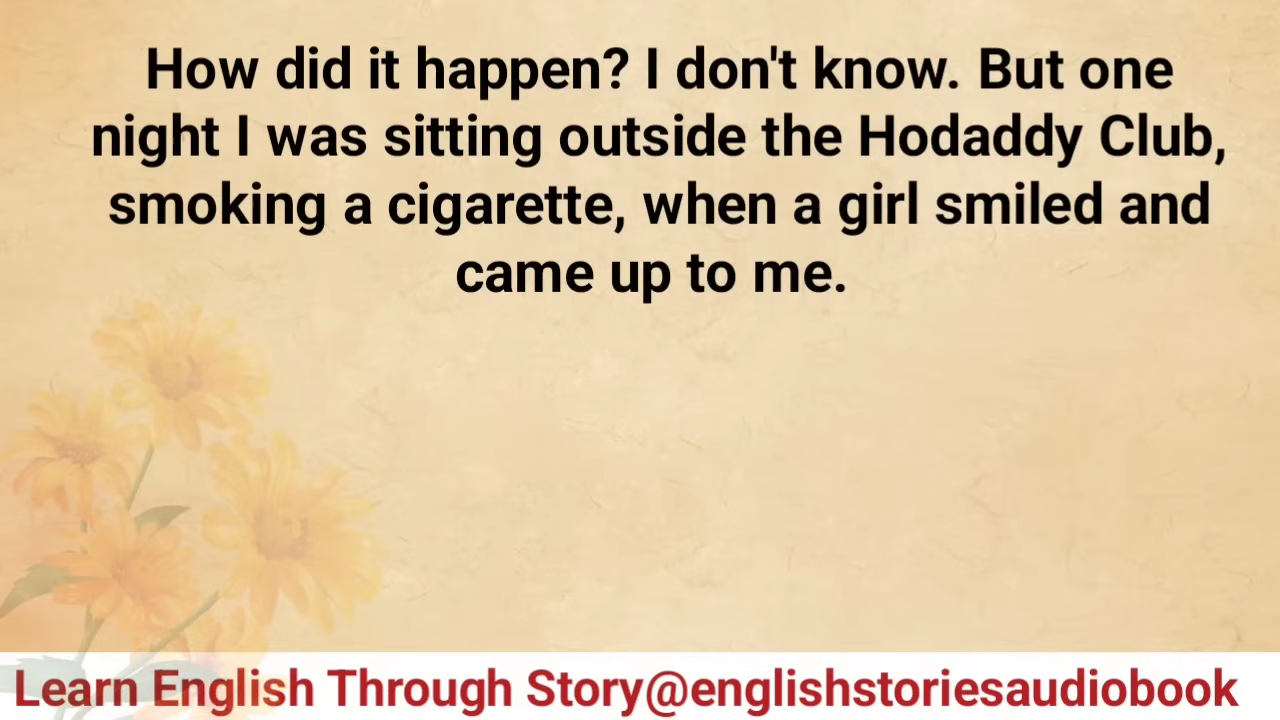 How did it happen? I don't know. But one
night I was sitting outside the Hodaddy Club,
smoking a cigarette, when a girl smiled and
came up to me.
Learn English Through Story@englishstoriesaudiobook